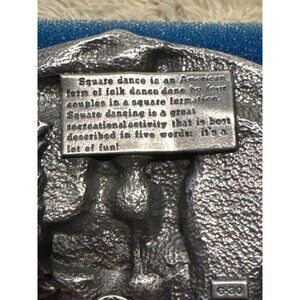 Square dance is an American
form of folk dance done by four
couples in a square formation.
Square dancing is a great
recreational activity that is best
described in five words: it's a
lot of fun!
G-30